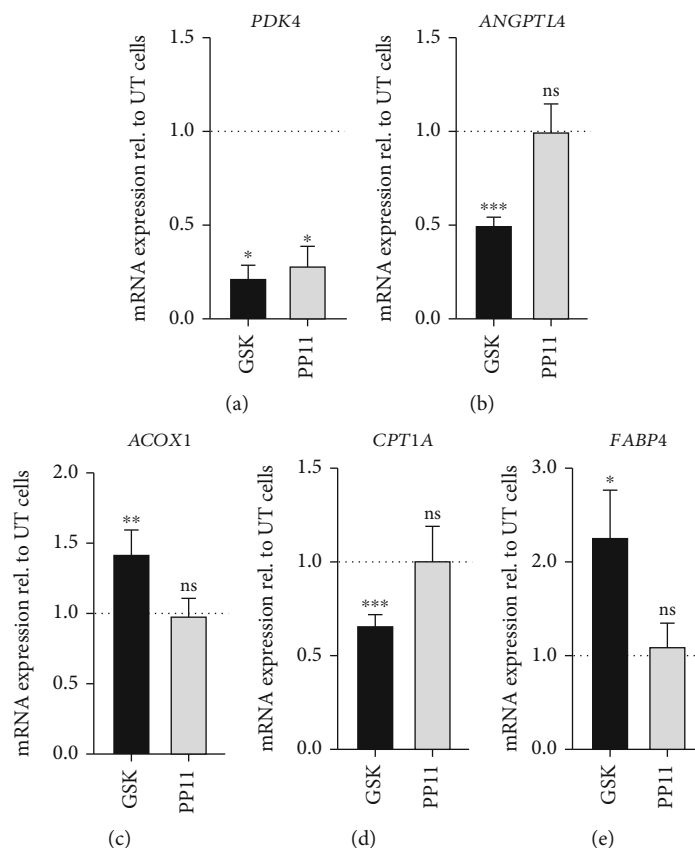 PDK4
mRNA expression rel. to UT cells
1.5
1.0
0.5
0.0
*
*
GSK
PP11
(a)
ANGPTL4
mRNA expression rel. to UT cells
1.5
1.0
0.5
0.0
***
ns
GSK
PP11
(b)
ACOX1
mRNA expression rel. to UT cells
2.0
1.5
1.0
0.5
0.0
**
ns
GSK
PP11
(c)
CPT1A
mRNA expression rel. to UT cells
1.5
1.0
0.5
0.0
***
ns
GSK
PP11
(d)
FABP4
mRNA expression rel. to UT cells
3.0
2.0
1.0
0.0
*
ns
GSK
PP11
(e)